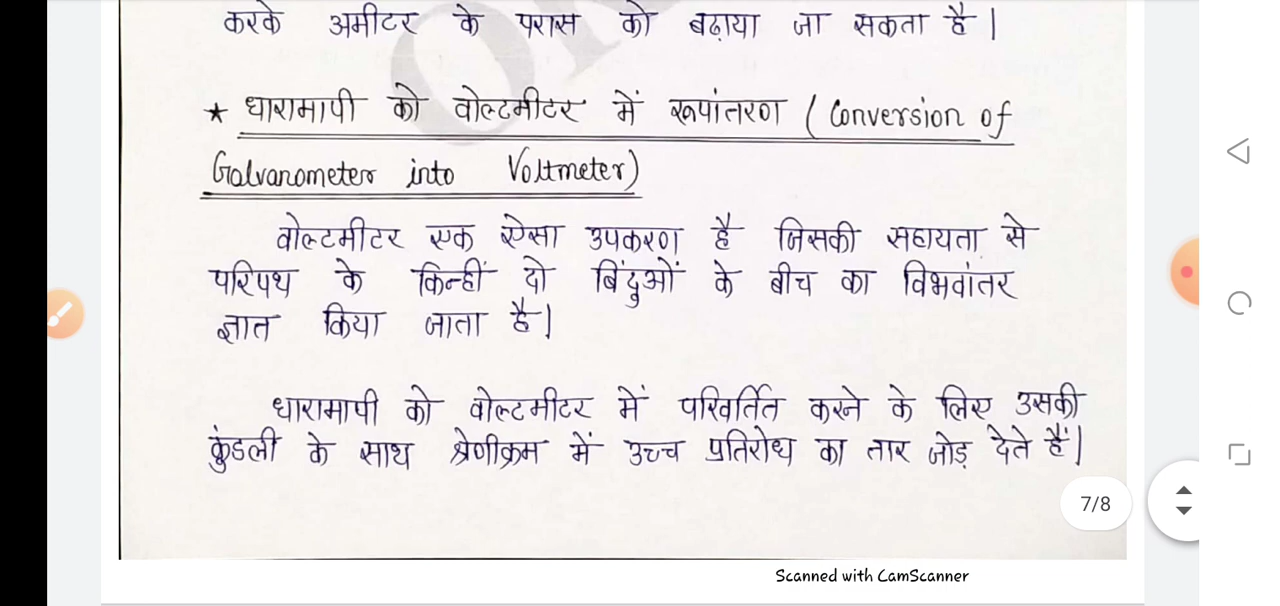 करके अमीटर के परास को बढ़ाया जा सकता है।
★ धारामापी को वोल्टमीटर में रूपांतरण ( Conversion of
Galvanometer into Voltmeter)
वोल्टमीटर एक ऐसा उपकरण है जिसकी सहायता से
परिपथ के किन्हीं दो बिंदुओं के बीच का विभवांतर
ज्ञात किया जाता है।
धारामापी को वोल्टमीटर में परिवर्तित करने के लिए उसकी
कुंडली के साथ श्रेणीक्रम में उच्च प्रतिरोध का तार जोड़ देते हैं।
7/8
Scanned with CamScanner